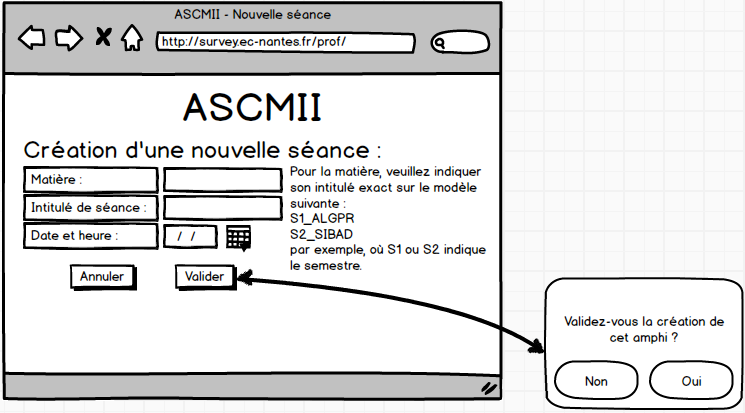 ASCMII - Nouvelle séance
http://survey.ec-nantes.fr/prof/
ASCMII
Création d'une nouvelle séance :
Matière :
Intitulé de séance :
Date et heure :
/ /
Pour la matière, veuillez indiquer
son intitulé exact sur le modèle
suivante :
S1_ALGPR
S2_SIBAD
par exemple, où S1 ou S2 indique
le semestre.
Annuler
Valider
Validez-vous la création de
cet amphi ?
Non
Oui